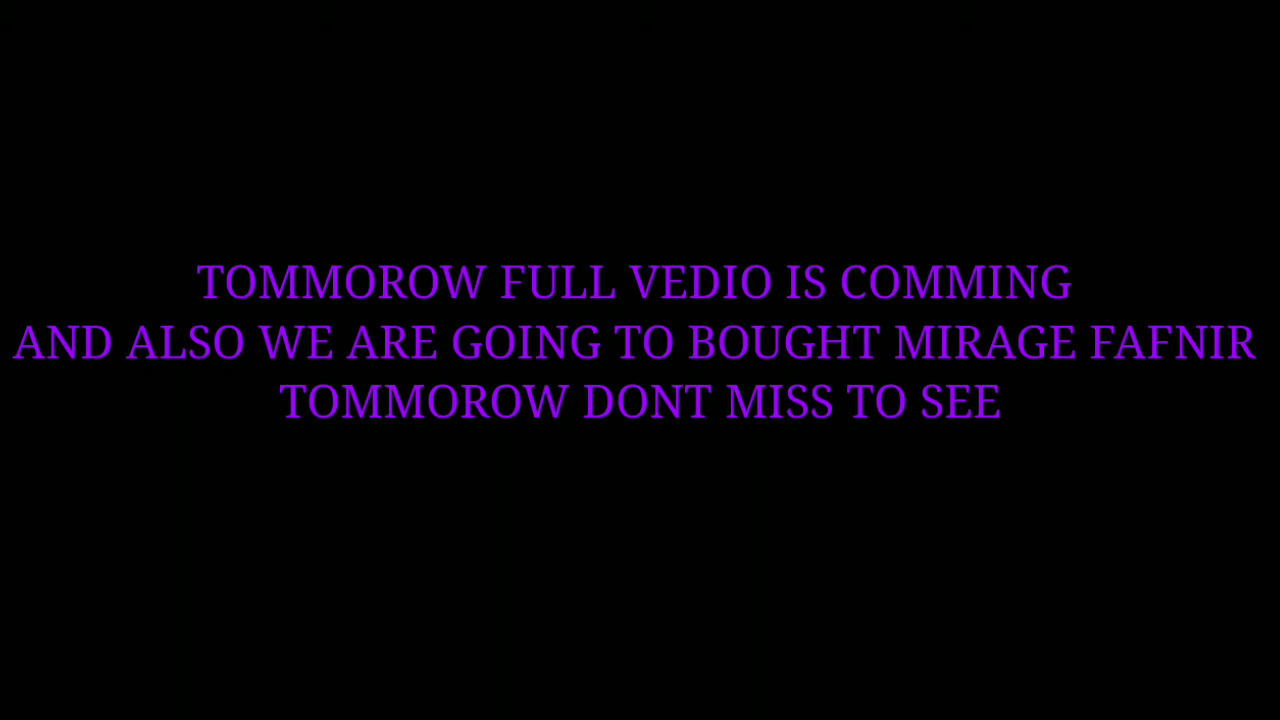 TOMMOROW FULL VEDIO IS COMMING
AND ALSO WE ARE GOING TO BOUGHT MIRAGE FAFNIR
TOMMOROW DONT MISS TO SEE